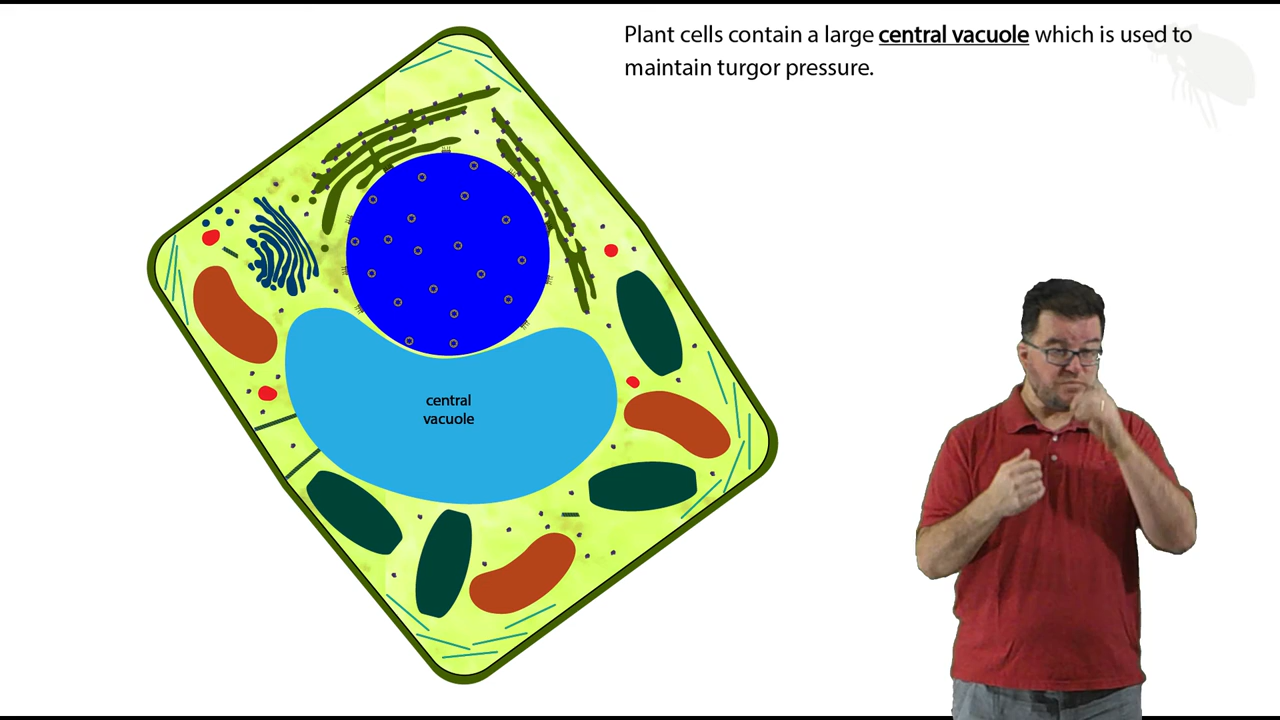 Plant cells contain a large central vacuole which is used to
maintain turgor pressure.
central
vacuole